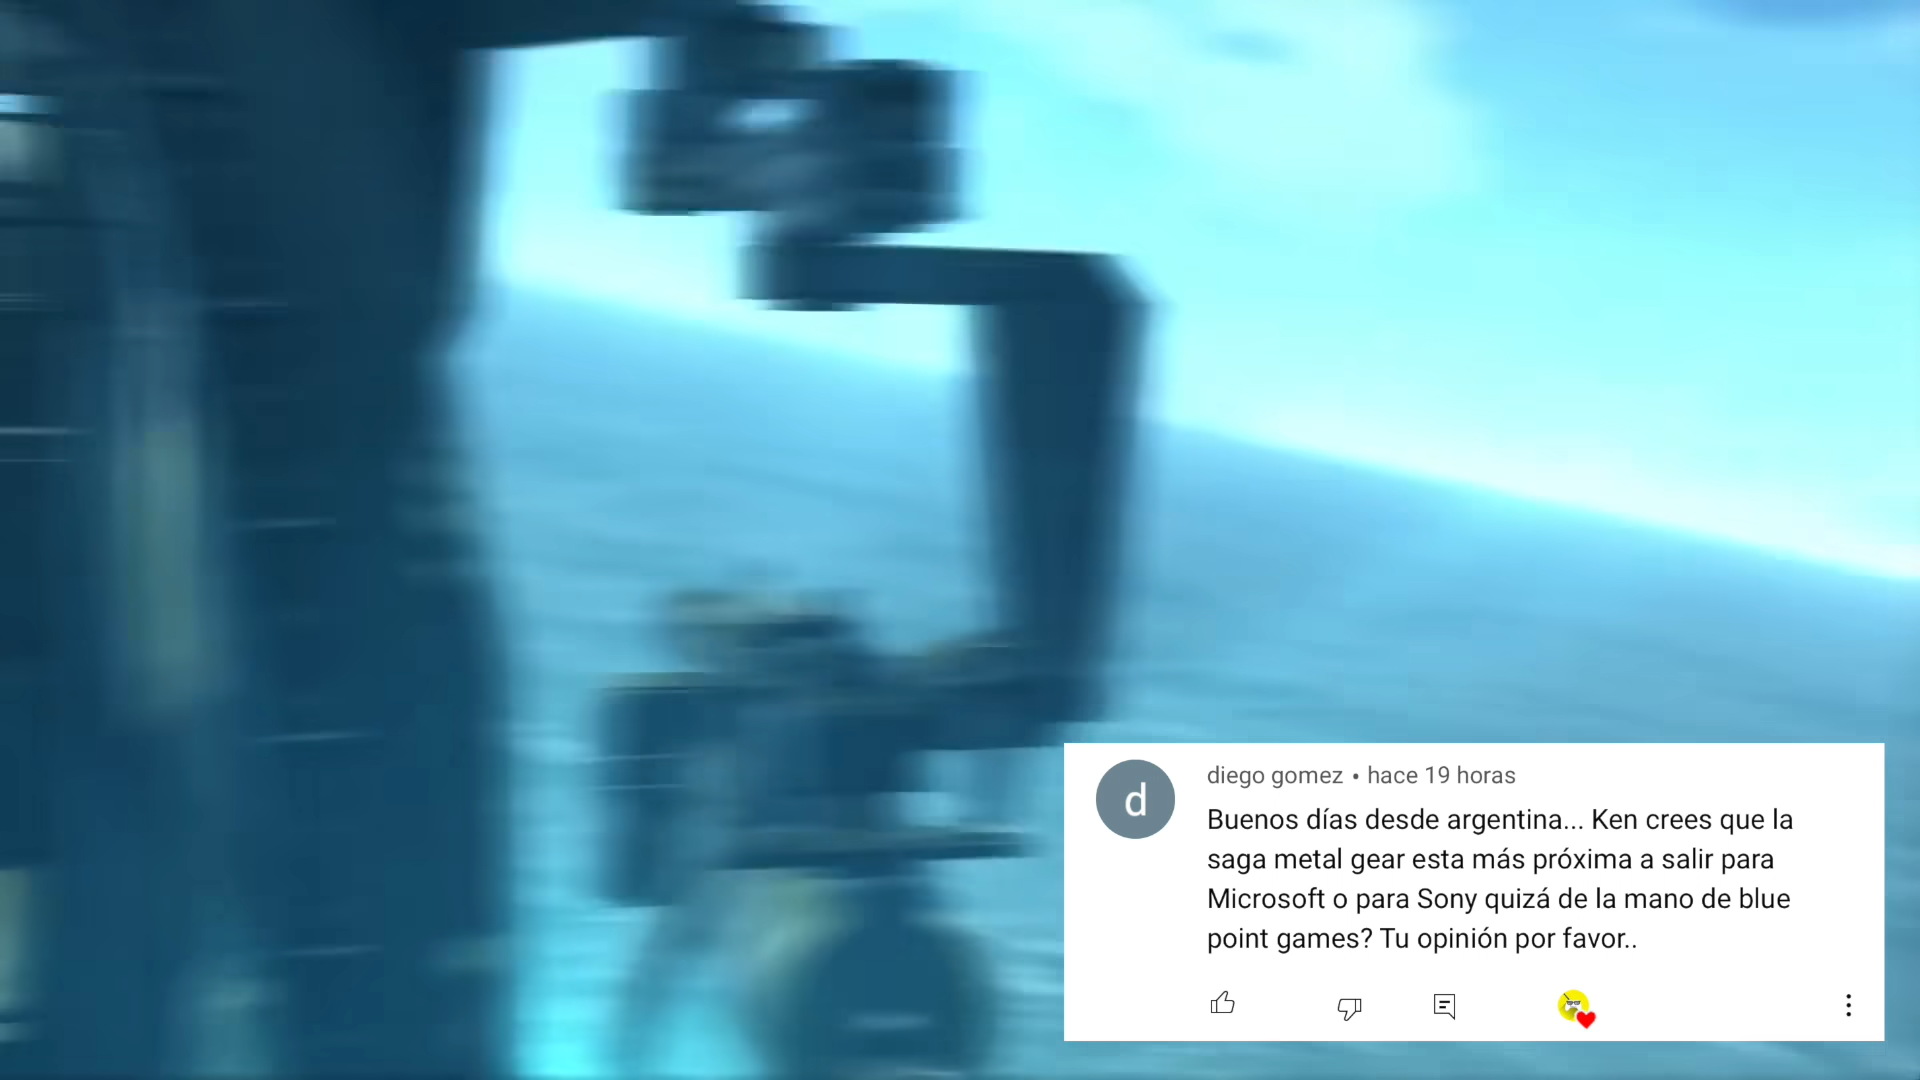 d
diego gomez • hace 19 horas
Buenos días desde argentina... Ken crees que la
saga metal gear esta más próxima a salir para
Microsoft o para Sony quizá de la mano de blue
point games? Tu opinión por favor..